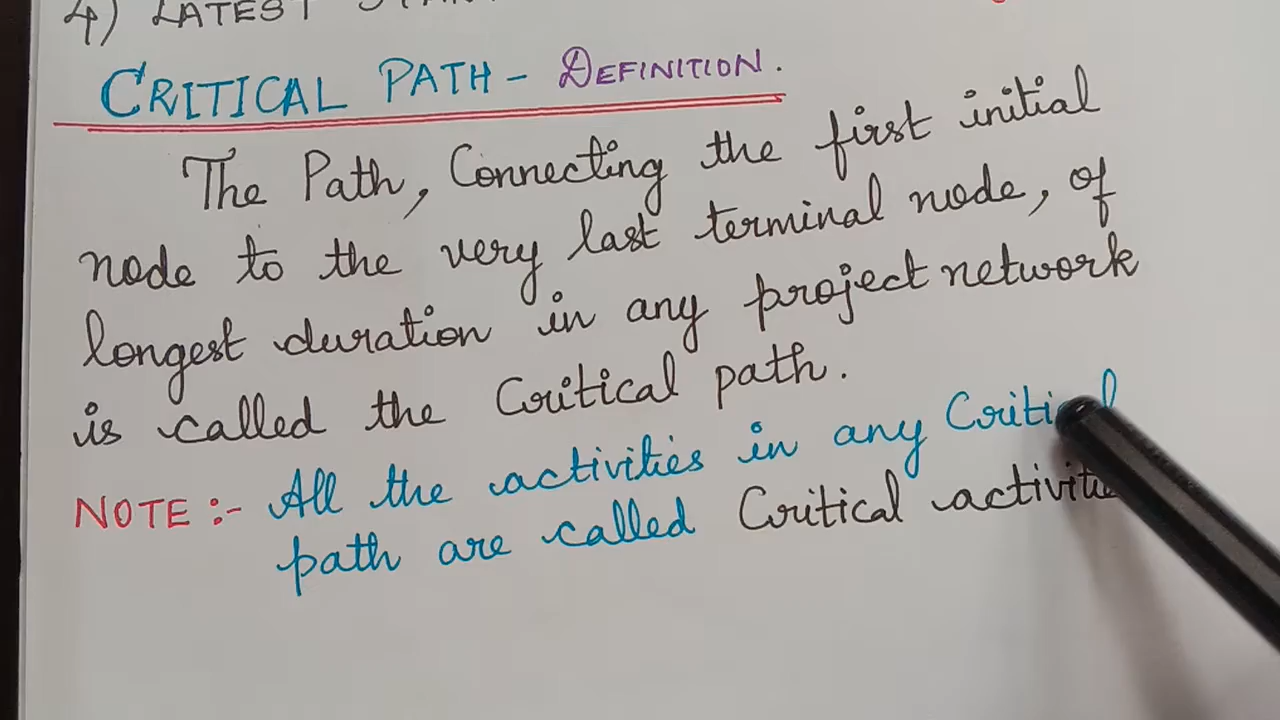 4) LATEST
CRITICAL PATH - DEFINITION.
The Path, Connecting the first initial
node to the very last terminal node, of
longest duration in any project network
is called the Critical path.
NOTE :- All the activities in any Critical
path are called Critical activities